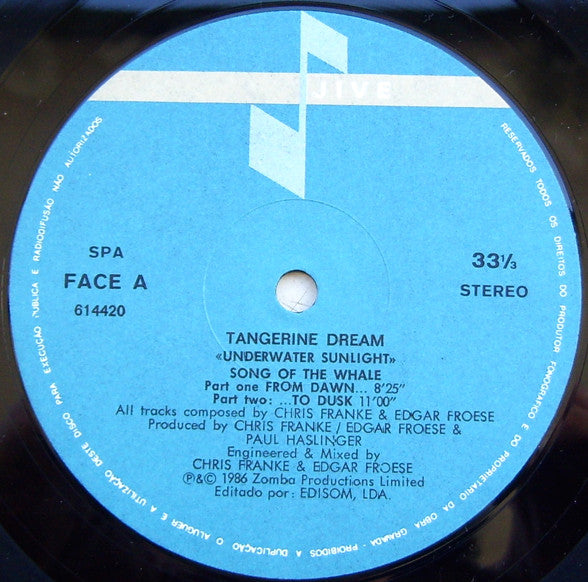 JIVE
SPA
FACE A
614420
33⅓
STEREO
TANGERINE DREAM
«UNDERWATER SUNLIGHT»
SONG OF THE WHALE
Part one FROM DAWN... 8'25"
Part two: ...TO DUSK 11'00"
All tracks composed by CHRIS FRANKE & EDGAR FROESE
Produced by CHRIS FRANKE / EDGAR FROESE &
PAUL HASLINGER
Engineered & Mixed by
CHRIS FRANKE & EDGAR FROESE
℗&© 1986 Zomba Productions Limited
Editado por: EDISOM, LDA.
RESERVADOS TODOS OS DIREITOS DO PRODUTOR FONOGRÁFICO E DO PROPRIETÁRIO DA OBRA GRAVADA - PROIBIDOS A DUPLICAÇÃO O ALUGUER E A UTILIZAÇÃO DESTE DISCO PARA EXECUÇÃO PÚBLICA E RADIODIFUSÃO NÃO AUTORIZADOS